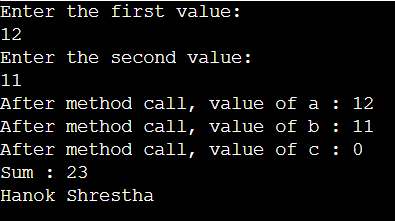 Enter the first value:
12
Enter the second value:
11
After method call, value of a : 12
After method call, value of b : 11
After method call, value of c : 0
Sum : 23
Hanok Shrestha